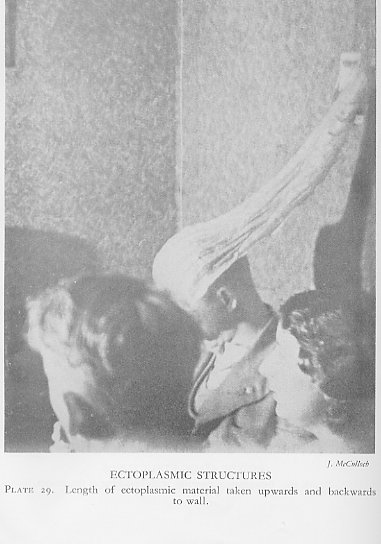 J. McCulloch
ECTOPLASMIC STRUCTURES
PLATE 29. Length of ectoplasmic material taken upwards and backwards
to wall.